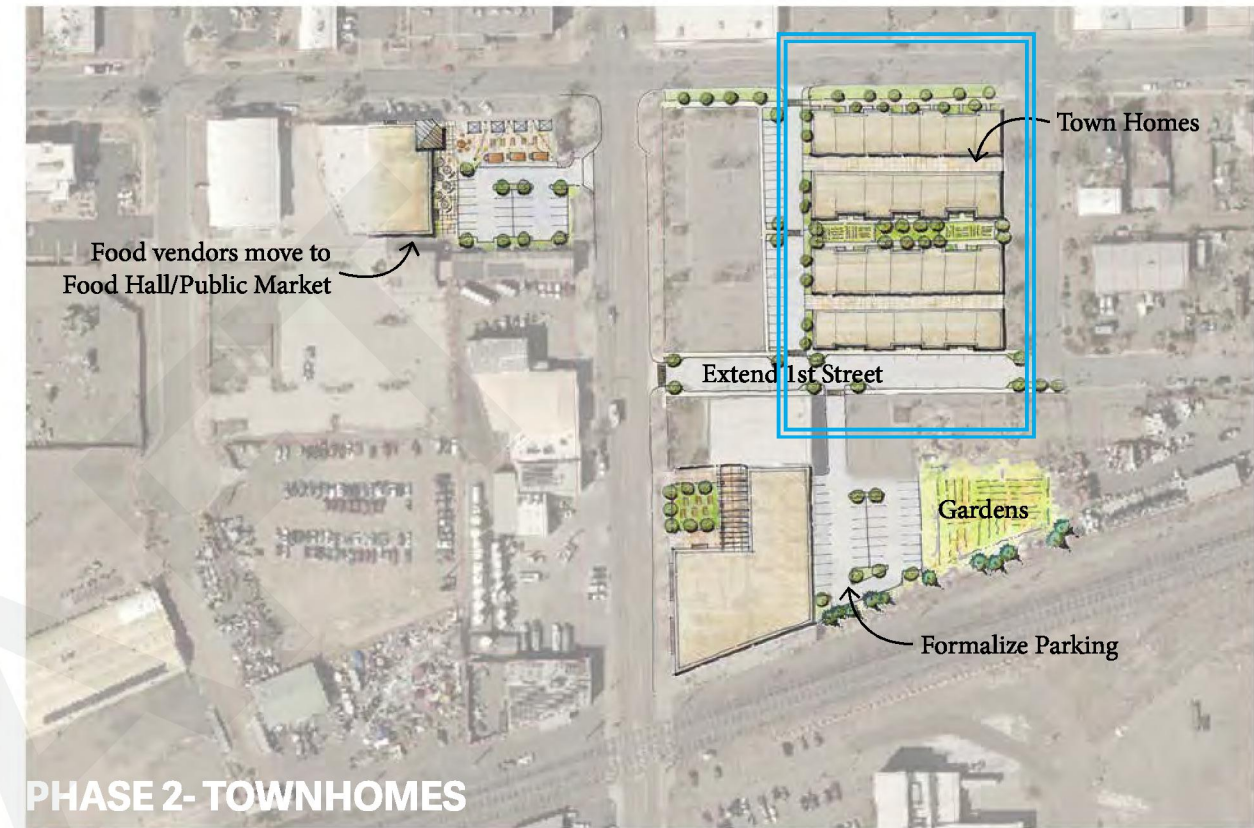 Town Homes
Food vendors move to
Food Hall/Public Market
Extend 1st Street
Gardens
Formalize Parking
PHASE 2- TOWNHOMES